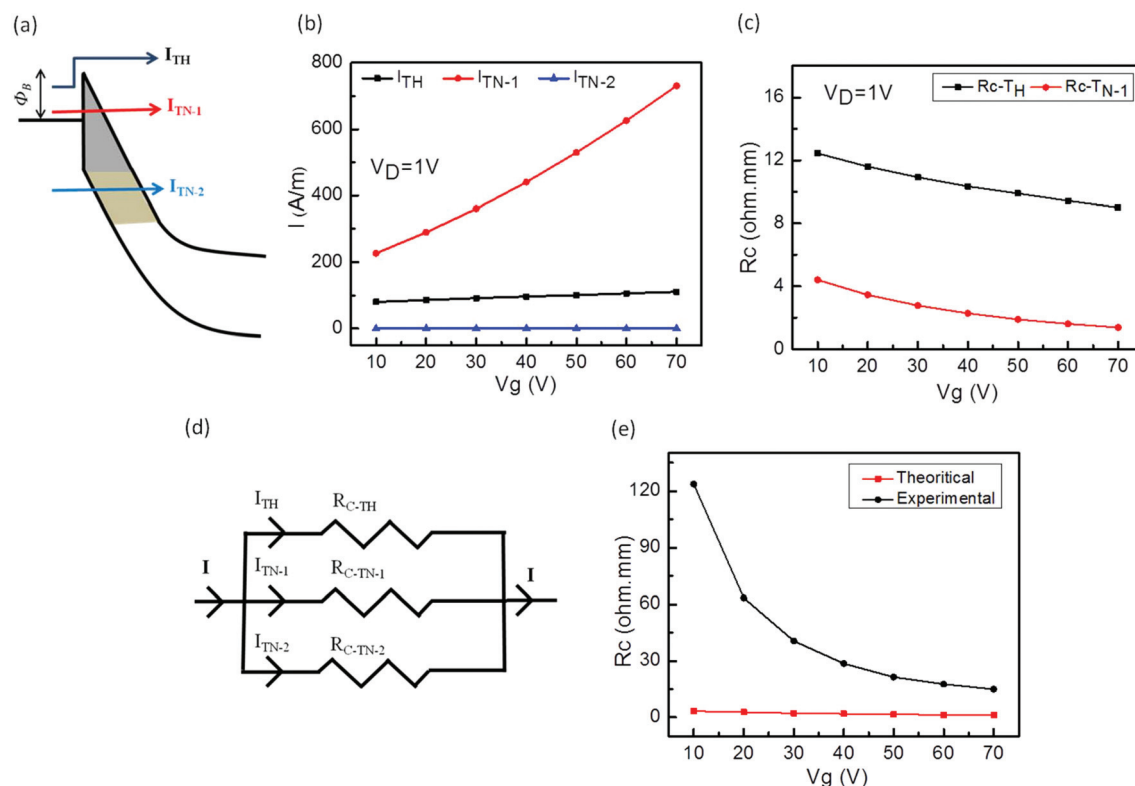 (a)
I_TH
Φ_B
I_TN-1
I_TN-2
(b)
I (A/m)
800
600
400
200
0
I_TH I_TN-1 I_TN-2
V_D=1V
10 20 30 40 50 60 70
Vg (V)
(c)
Rc (ohm.mm)
16
12
8
4
0
V_D=1V
Rc-T_H Rc-T_N-1
10 20 30 40 50 60 70
Vg (V)
(d)
I_TH R_C-TH
I I_TN-1 R_C-TN-1 I
I_TN-2 R_C-TN-2
(e)
Rc (ohm.mm)
120
90
60
30
0
Theoritical
Experimental
10 20 30 40 50 60 70
Vg (V)